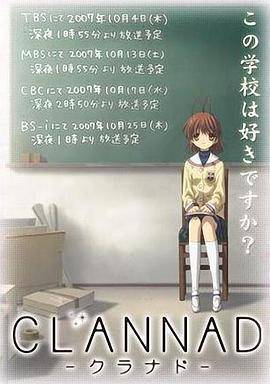 TBSにて 2007年10月4日(木)
深夜1時55分より放送予定
MBSにて 2007年10月13日(土)
深夜1時55分より放送予定
CBCにて 2007年10月17日(水)
深夜2時50分より放送予定
BS-iにて 2007年10月25日(木)
深夜1時より放送予定
この学校は好きですか?
CLANNAD
-クラナド-